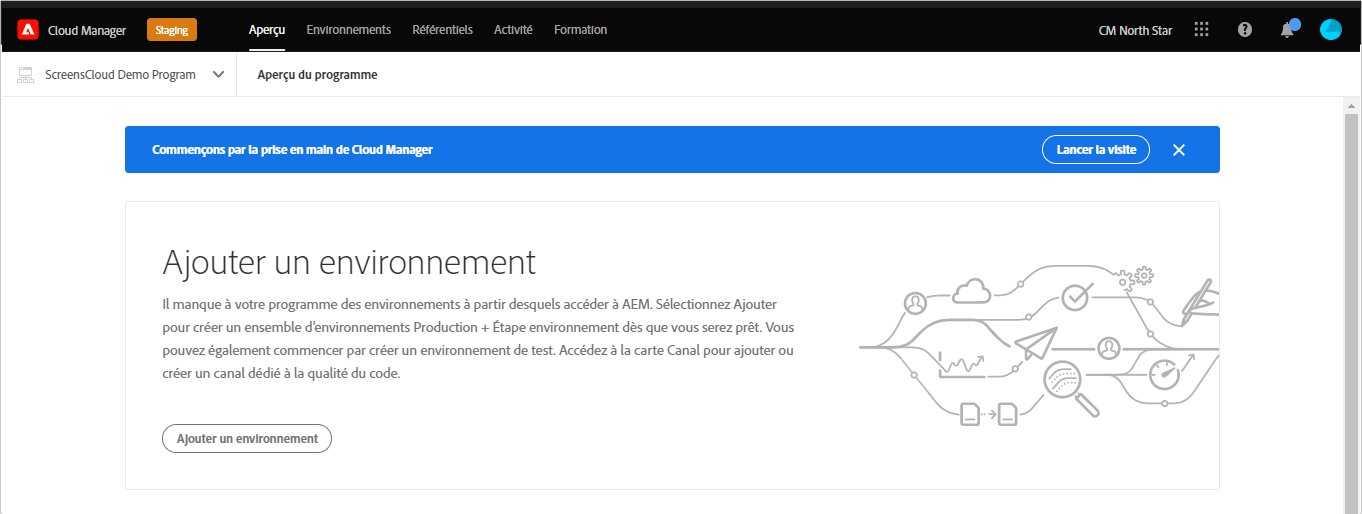 Cloud Manager Staging Aperçu Environnements Référentiels Activité Formation CM North Star
ScreensCloud Demo Program Aperçu du programme
Commençons par la prise en main de Cloud Manager Lancer la visite
Ajouter un environnement
Il manque à votre programme des environnements à partir desquels accéder à AEM. Sélectionnez Ajouter
pour créer un ensemble d'environnements Production + Étape environnement dès que vous serez prêt. Vous
pouvez également commencer par créer un environnement de test. Accédez à la carte Canal pour ajouter ou
créer un canal dédié à la qualité du code.
Ajouter un environnement